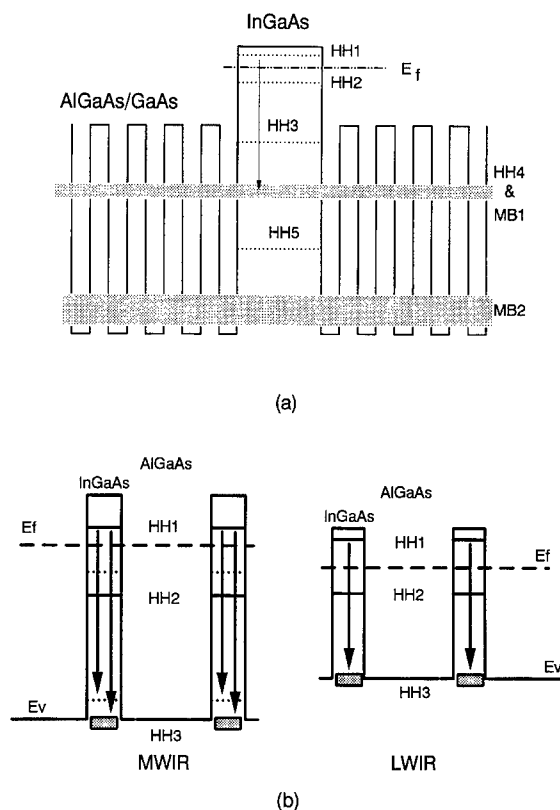 InGaAs
HH1
E f
HH2
AlGaAs/GaAs
HH3
HH4
&
MB1
HH5
MB2
(a)
AlGaAs
InGaAs
Ef
HH1
HH2
Ev
HH3
MWIR
AlGaAs
InGaAs
HH1
Ef
HH2
Ev
HH3
LWIR
(b)